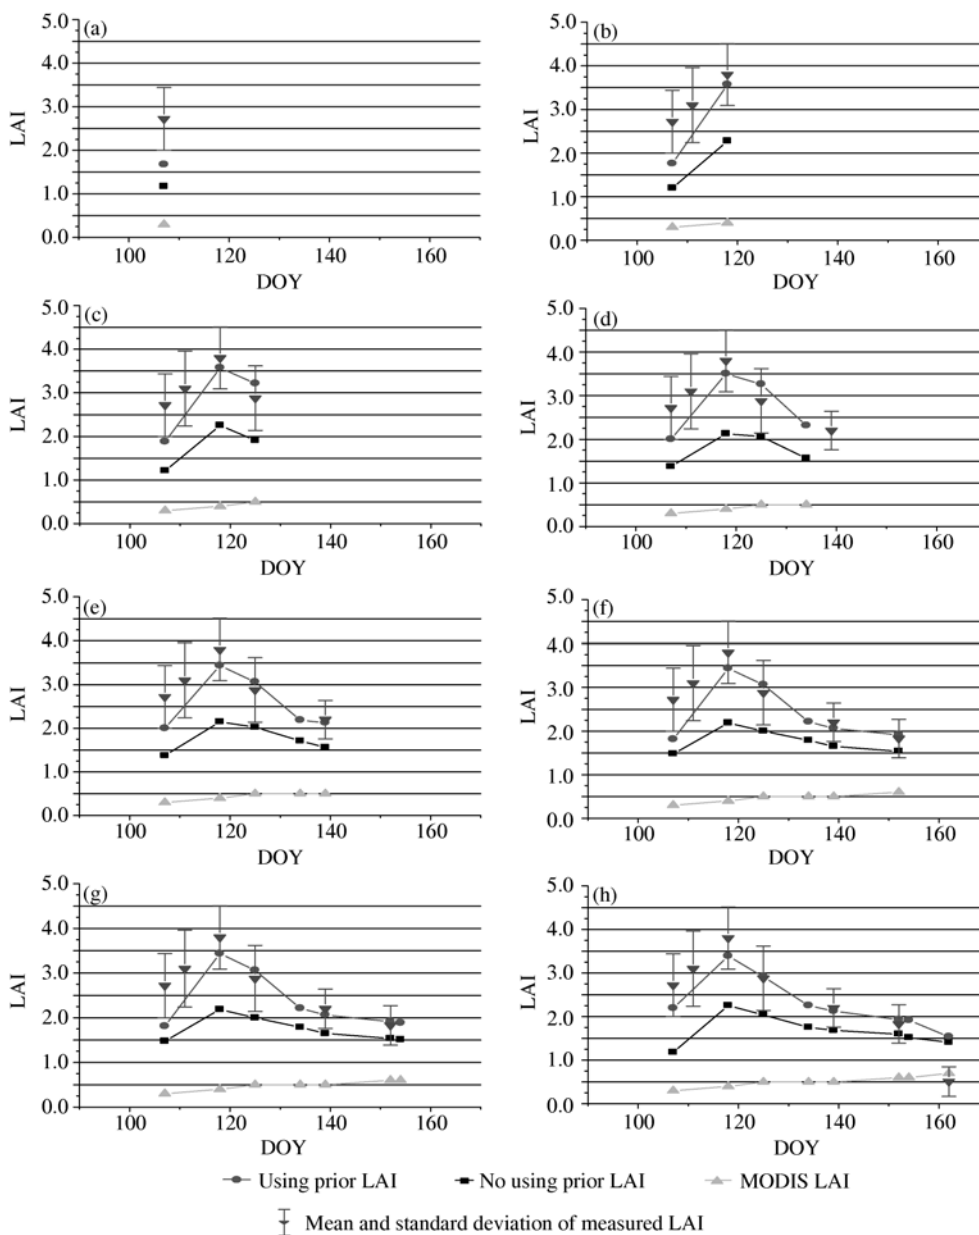 5.0 (a)
4.0
3.0
LAI
2.0
1.0
0.0
100 120 140 160
DOY
5.0 (b)
4.0
3.0
LAI
2.0
1.0
0.0
100 120 140 160
DOY
5.0 (c)
4.0
3.0
LAI
2.0
1.0
0.0
100 120 140 160
DOY
5.0 (d)
4.0
3.0
LAI
2.0
1.0
0.0
100 120 140 160
DOY
5.0 (e)
4.0
3.0
LAI
2.0
1.0
0.0
100 120 140 160
DOY
5.0 (f)
4.0
3.0
LAI
2.0
1.0
0.0
100 120 140 160
DOY
5.0 (g)
4.0
3.0
LAI
2.0
1.0
0.0
100 120 140 160
DOY
5.0 (h)
4.0
3.0
LAI
2.0
1.0
0.0
100 120 140 160
DOY
Using prior LAI No using prior LAI MODIS LAI
Mean and standard deviation of measured LAI